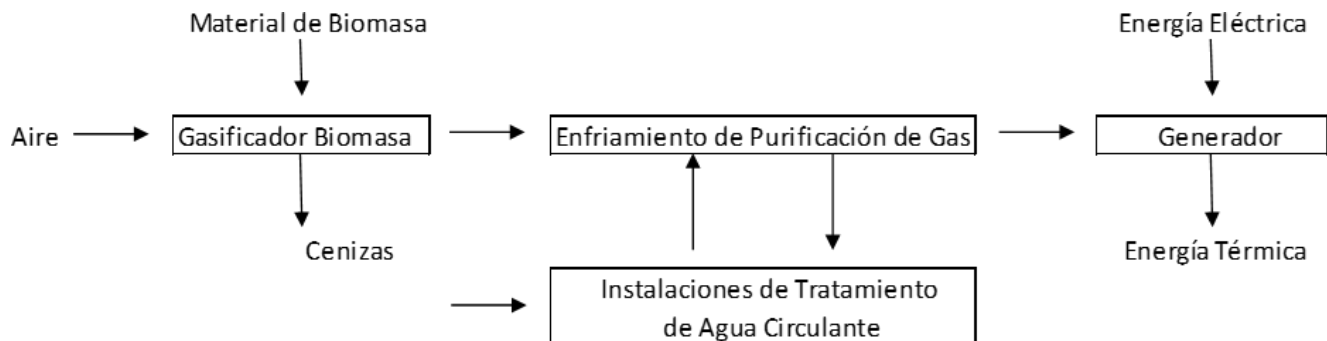 Material de Biomasa
Energía Eléctrica
Aire
Gasificador Biomasa
Enfriamiento de Purificación de Gas
Generador
Cenizas
Energía Térmica
Instalaciones de Tratamiento
de Agua Circulante